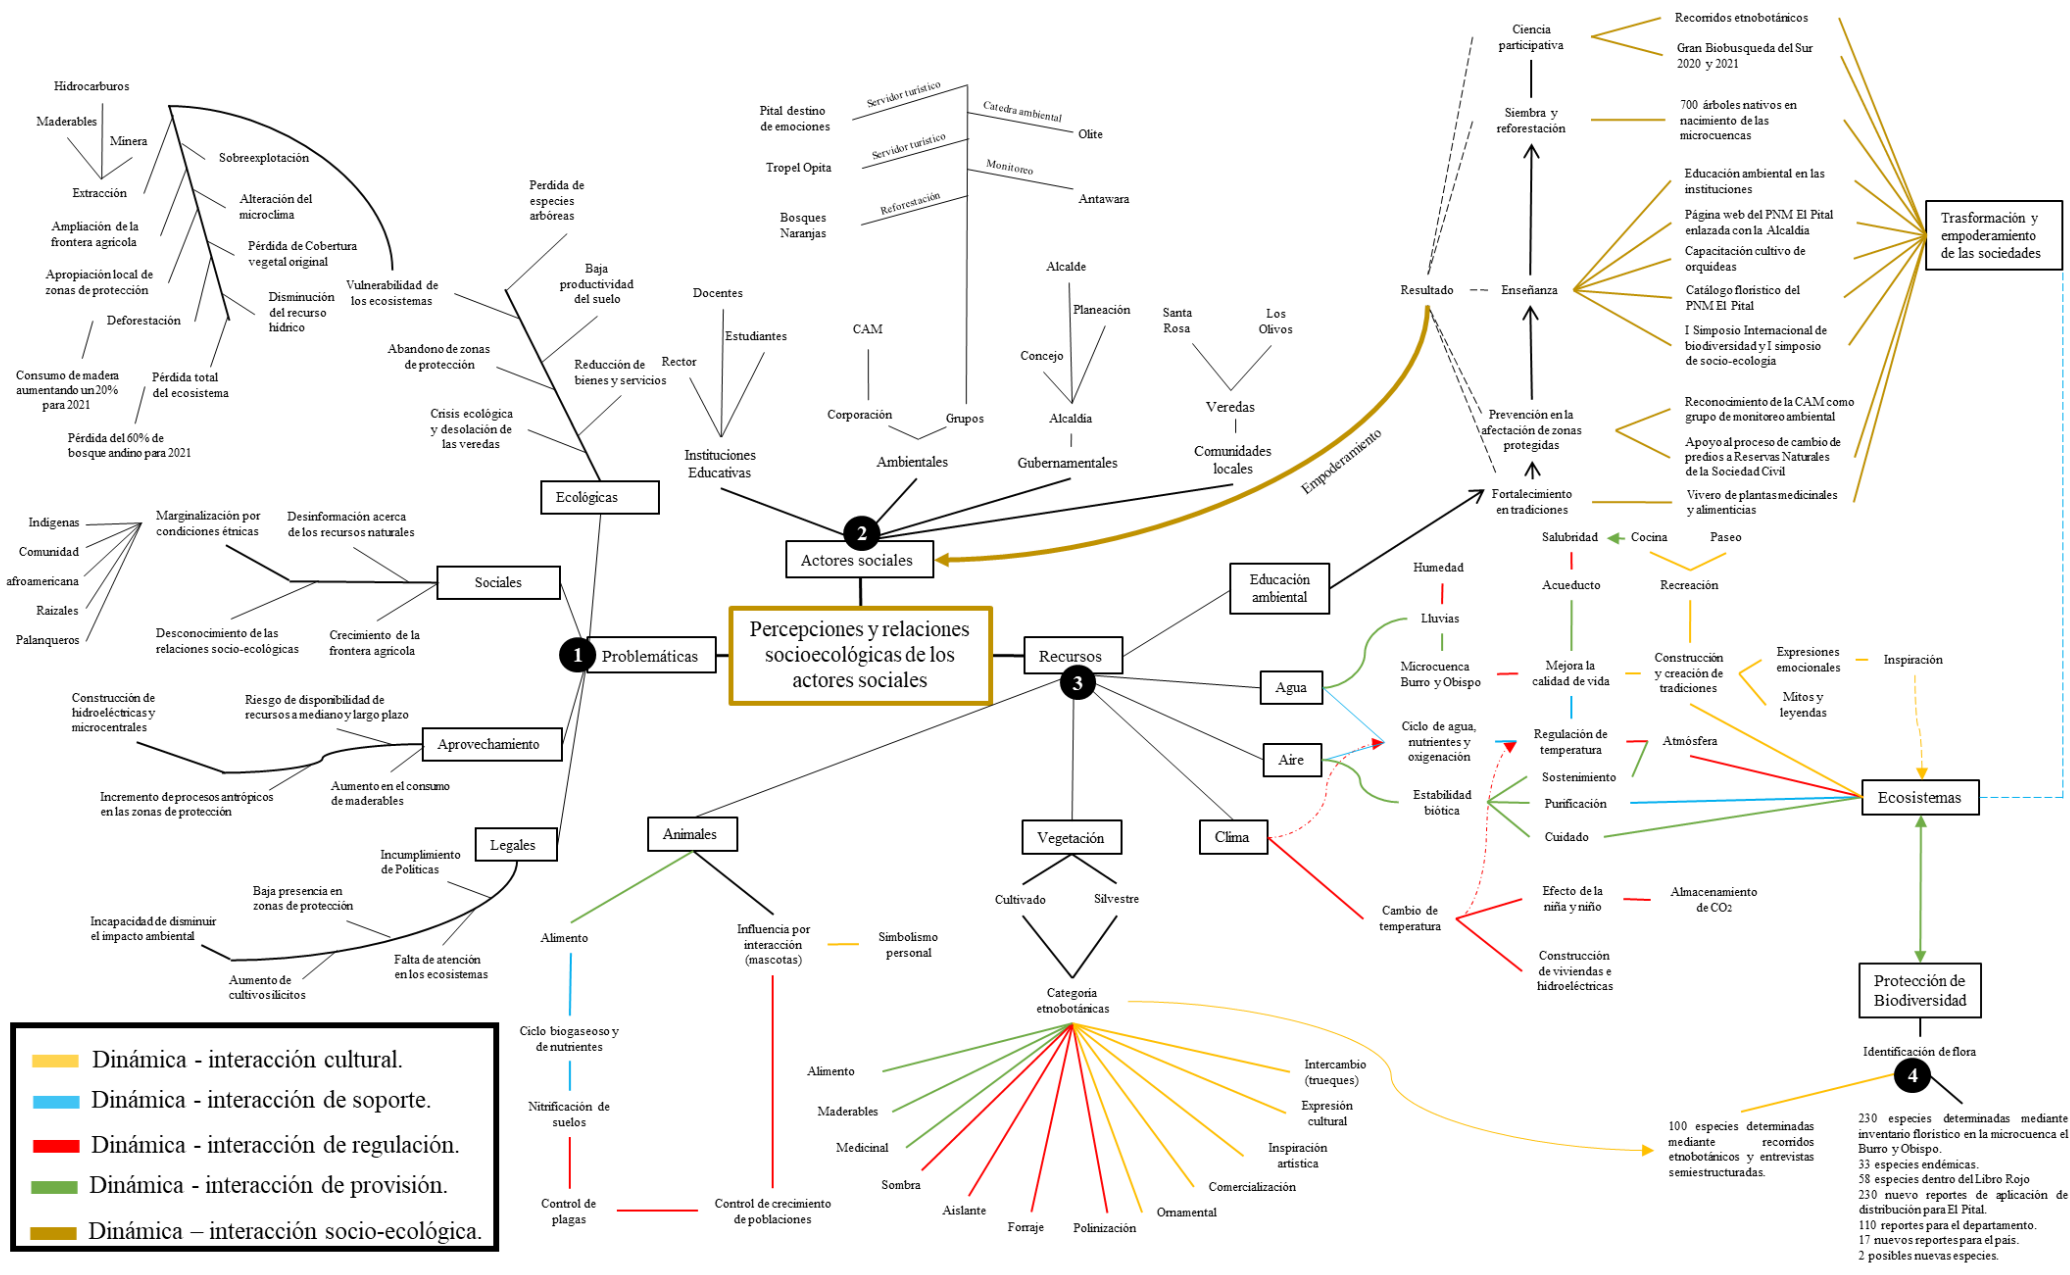 Hidrocarburos
Maderables
Minera
Extracción
Sobreexplotación
Alteración del
microclima
Ampliación de la
frontera agrícola
Pérdida de Cobertura
vegetal original
Apropiación local de
zonas de protección
Disminución
del recurso
hídrico
Deforestación
Consumo de madera
aumentando un 20%
para 2021
Pérdida total
del ecosistema
Pérdida del 60% de
bosque andino para 2021
Vulnerabilidad de
los ecosistemas
Perdida de
especies
arbóreas
Baja
productividad
del suelo
Abandono de zonas
de protección
Reducción de
bienes y servicios
Crisis ecológica
y desolación de
las veredas
Ecológicas
Marginalización por
condiciones étnicas
Desinformación acerca
de los recursos naturales
Indígenas
Comunidad
afroamericana
Raizales
Palanqueros
Sociales
Desconocimiento de las
relaciones socio-ecológicas
Crecimiento de la
frontera agrícola
1
Problemáticas
Construcción de
hidroeléctricas y
microcentrales
Riesgo de disponibilidad de
recursos a mediano y largo plazo
Aprovechamiento
Incremento de procesos antrópicos
en las zonas de protección
Aumento en el consumo
de maderables
Legales
Incumplimiento
de Políticas
Baja presencia en
zonas de protección
Incapacidad de disminuir
el impacto ambiental
Aumento de
cultivos ilícitos
Falta de atención
en los ecosistemas
Pital destino
de emociones
Servidor turístico
Catedra ambiental
Olite
Tropel Opita
Servidor turístico
Monitoreo
Antawara
Bosques
Naranjas
Reforestación
Docentes
Estudiantes
Rector
Instituciones
Educativas
CAM
Corporación
Grupos
Ambientales
Alcalde
Planeación
Concejo
Alcaldía
Gubernamentales
Santa
Rosa
Los
Olivos
Veredas
Comunidades
locales
2
Actores sociales
Empoderamiento
Percepciones y relaciones
socioecológicas de los
actores sociales
Recursos
3
Resultado
Ciencia
participativa
Siembra y
reforestación
Enseñanza
Prevención en la
afectación de zonas
protegidas
Fortalecimiento
en tradiciones
Recorridos etnobotánicos
Gran Biobusqueda del Sur
2020 y 2021
700 árboles nativos en
nacimiento de las
microcuencas
Educación ambiental en las
instituciones
Página web del PNM El Pital
enlazada con la Alcaldía
Capacitación cultivo de
orquídeas
Catálogo florístico del
PNM El Pital
I Simposio Internacional de
biodiversidad y I simposio
de socio-ecología
Reconocimiento de la CAM como
grupo de monitoreo ambiental
Apoyo al proceso de cambio de
predios a Reservas Naturales
de la Sociedad Civil
Vivero de plantas medicinales
y alimenticias
Trasformación y
empoderamiento
de las sociedades
Educación
ambiental
Salubridad
Cocina
Paseo
Humedad
Acueducto
Recreación
Lluvias
Microcuenca
Burro y Obispo
Mejora la
calidad de vida
Construcción
y creación de
tradiciones
Expresiones
emocionales
Inspiración
Mitos y
leyendas
Agua
Aire
Ciclo de agua,
nutrientes y
oxigenación
Regulación de
temperatura
Atmósfera
Estabilidad
biótica
Sostenimiento
Purificación
Cuidado
Ecosistemas
Clima
Cambio de
temperatura
Efecto de la
niña y niño
Almacenamiento
de CO2
Construcción
de viviendas e
hidroeléctricas
Animales
Alimento
Influencia por
interacción
(mascotas)
Simbolismo
personal
Ciclo biogaseoso y
de nutrientes
Nitrificación de
suelos
Control de
plagas
Control de crecimiento
de poblaciones
Vegetación
Cultivado
Silvestre
Categoría
etnobotánicas
Alimento
Maderables
Medicinal
Sombra
Aislante
Forraje
Polinización
Ornamental
Comercialización
Inspiración
artística
Expresión
cultural
Intercambio
(trueques)
Protección de
Biodiversidad
Identificación de flora
4
100 especies determinadas
mediante recorridos
etnobotánicos y entrevistas
semiestructuradas.
230 especies determinadas mediante
inventario florístico en la microcuenca el
Burro y Obispo.
33 especies endémicas.
58 especies dentro del Libro Rojo
230 nuevo reportes de aplicación de
distribución para El Pital.
110 reportes para el departamento.
17 nuevos reportes para el país.
2 posibles nuevas especies.
Dinámica - interacción cultural.
Dinámica - interacción de soporte.
Dinámica - interacción de regulación.
Dinámica - interacción de provisión.
Dinámica – interacción socio-ecológica.